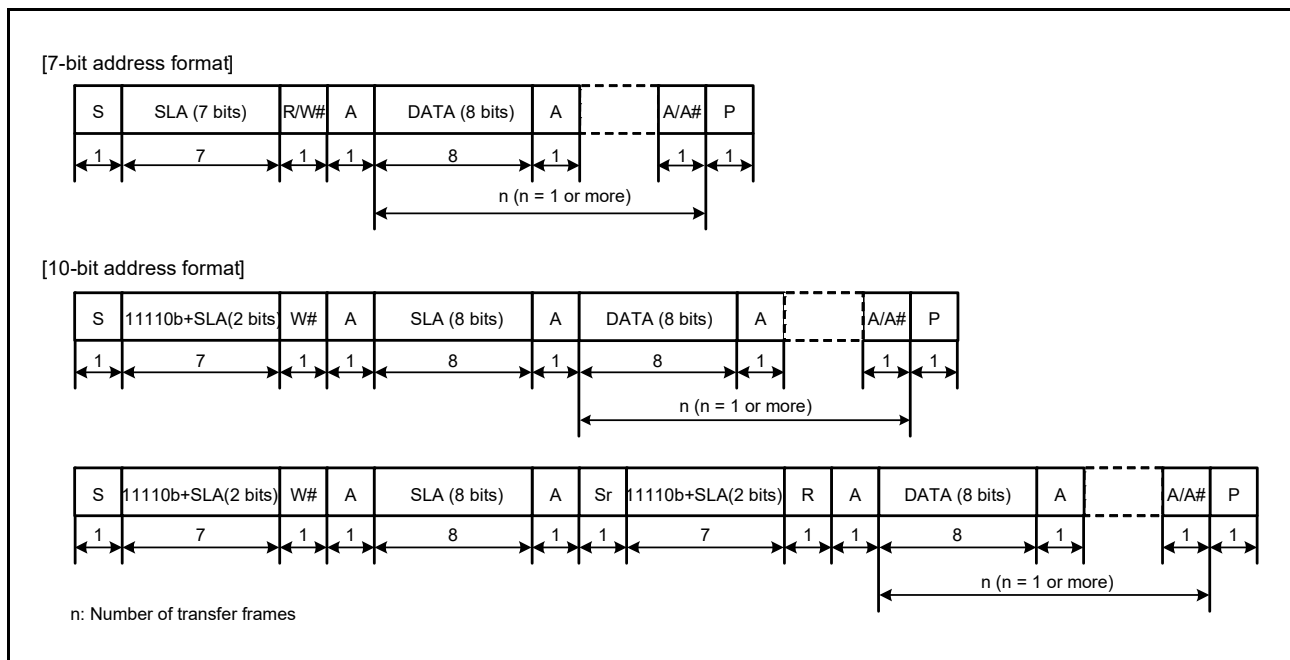 [7-bit address format]
S SLA (7 bits) R/W# A DATA (8 bits) A A/A# P
1 7 1 1 8 1 1 1
n (n = 1 or more)
[10-bit address format]
S 11110b+SLA(2 bits) W# A SLA (8 bits) A DATA (8 bits) A A/A# P
1 7 1 1 8 1 8 1 1 1
n (n = 1 or more)
S 11110b+SLA(2 bits) W# A SLA (8 bits) A Sr 11110b+SLA(2 bits) R A DATA (8 bits) A A/A# P
1 7 1 1 8 1 1 7 1 1 8 1 1 1
n (n = 1 or more)
n: Number of transfer frames